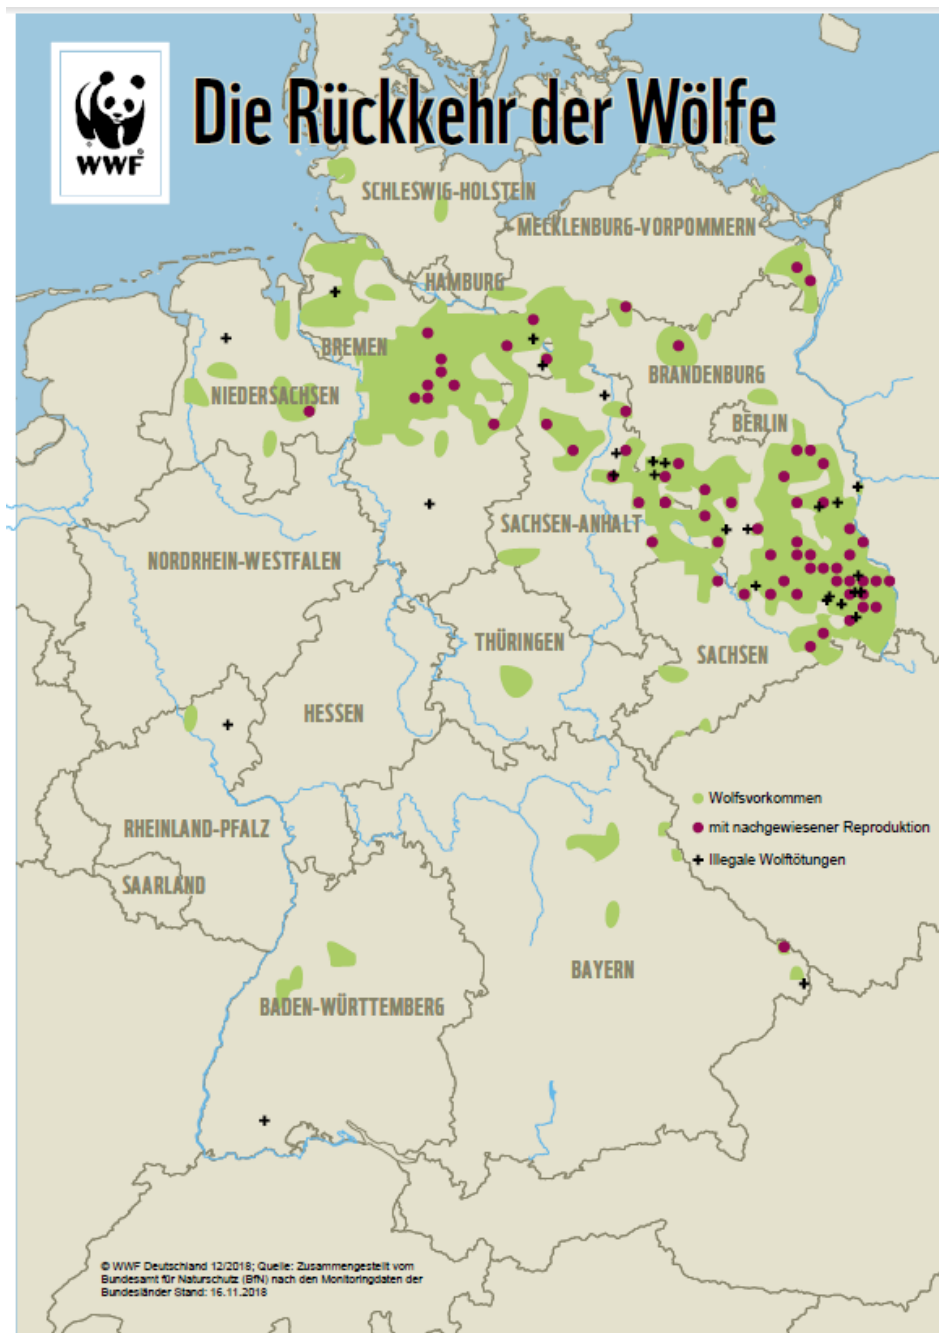 WWF
Die Rückkehr der Wölfe
SCHLESWIG-HOLSTEIN
MECKLENBURG-VORPOMMERN
HAMBURG
BREMEN
NIEDERSACHSEN
BRANDENBURG
BERLIN
SACHSEN-ANHALT
NORDRHEIN-WESTFALEN
THÜRINGEN
SACHSEN
HESSEN
Wolfsvorkommen
mit nachgewiesener Reproduktion
Illegale Wolftötungen
RHEINLAND-PFALZ
SAARLAND
BAYERN
BADEN-WÜRTTEMBERG
© WWF Deutschland 12/2018; Quelle: Zusammengestellt vom
Bundesamt für Naturschutz (BfN) nach den Monitoringdaten der
Bundesländer Stand: 16.11.2018